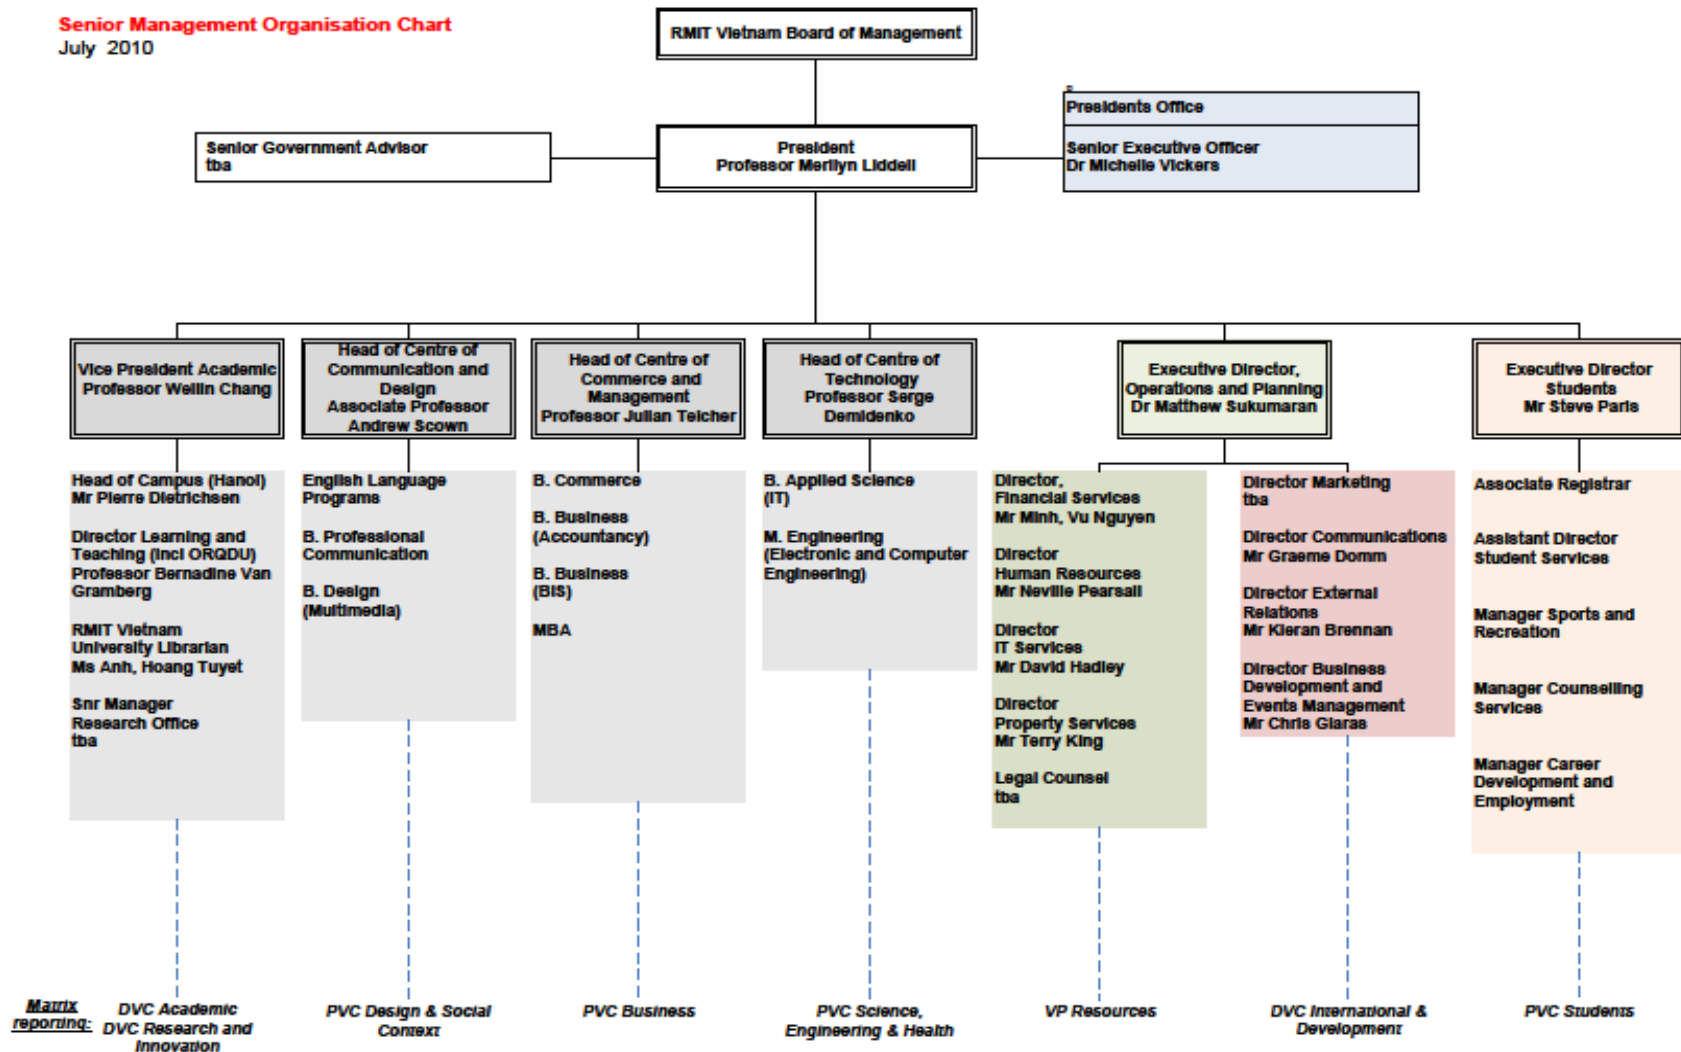 Senior Management Organisation Chart
July 2010
RMIT Vietnam Board of Management
Presidents Office
Senior Government Advisor
tba
President
Professor Merilyn Liddell
Senior Executive Officer
Dr Michelle Vickers
Vice President Academic
Professor Weilin Chang
Head of Centre of
Communication and
Design
Associate Professor
Andrew Scown
Head of Centre of
Commerce and
Management
Professor Julian Teicher
Head of Centre of
Technology
Professor Serge
Demidenko
Executive Director,
Operations and Planning
Dr Matthew Sukumaran
Executive Director
Students
Mr Steve Paris
Head of Campus (Hanoi)
Mr Pierre Dietrichsen
Director Learning and
Teaching (incl ORQDU)
Professor Bernadine Van
Gramberg
RMIT Vietnam
University Librarian
Ms Anh, Hoang Tuyet
Snr Manager
Research Office
tba
English Language
Programs
B. Professional
Communication
B. Design
(Multimedia)
B. Commerce
B. Business
(Accountancy)
B. Business
(BIS)
MBA
B. Applied Science
(IT)
M. Engineering
(Electronic and Computer
Engineering)
Director,
Financial Services
Mr Minh, Vu Nguyen
Director
Human Resources
Mr Neville Pearsall
Director
IT Services
Mr David Hadley
Director
Property Services
Mr Terry King
Legal Counsel
tba
Director Marketing
tba
Director Communications
Mr Graeme Domm
Director External
Relations
Mr Kieran Brennan
Director Business
Development and
Events Management
Mr Chris Giaras
Associate Registrar
Assistant Director
Student Services
Manager Sports and
Recreation
Manager Counselling
Services
Manager Career
Development and
Employment
Matrix
reporting:
DVC Academic
DVC Research and
Innovation
PVC Design & Social
Context
PVC Business
PVC Science,
Engineering & Health
VP Resources
DVC International &
Development
PVC Students